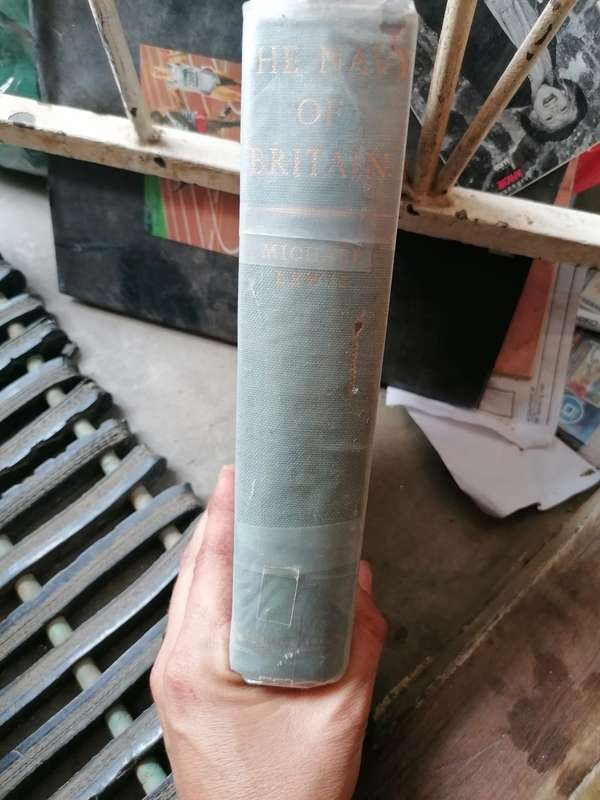 HE NAVY
OF
BRITAIN
MICHAEL
LEWIS